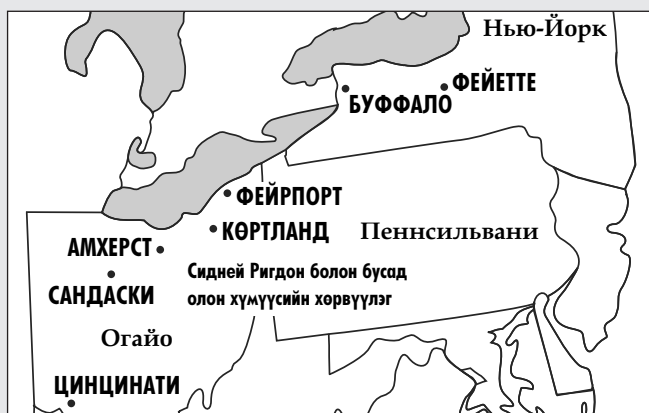 Нью-Йорк
ФЕЙЕТТЕ
БУФФАЛО
ФЕЙРПОРТ
КӨРТЛАНД
Пеннсильвани
АМХЕРСТ
Сидней Ригдон болон бусад
олон хүмүүсийн хөрвүүлэг
САНДАСКИ
Огайо
ЦИНЦИНАТИ